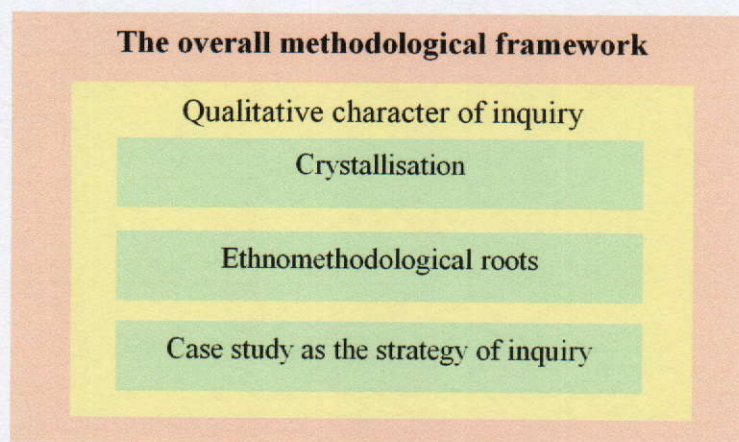 The overall methodological framework
Qualitative character of inquiry
Crystallisation
Ethnomethodological roots
Case study as the strategy of inquiry